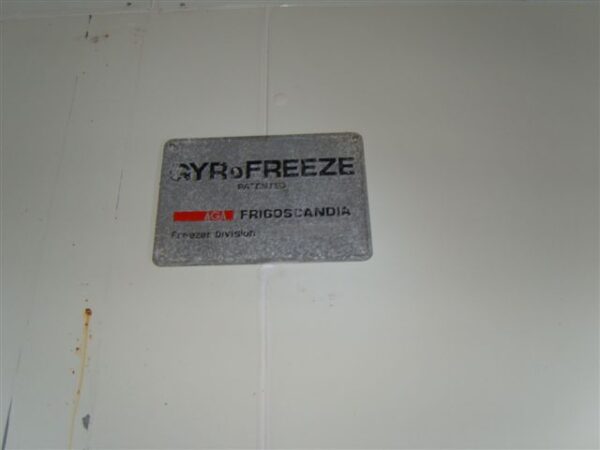 GYRoFREEZE
PATENTED
AGA FRIGOSCANDIA
Freezer Division